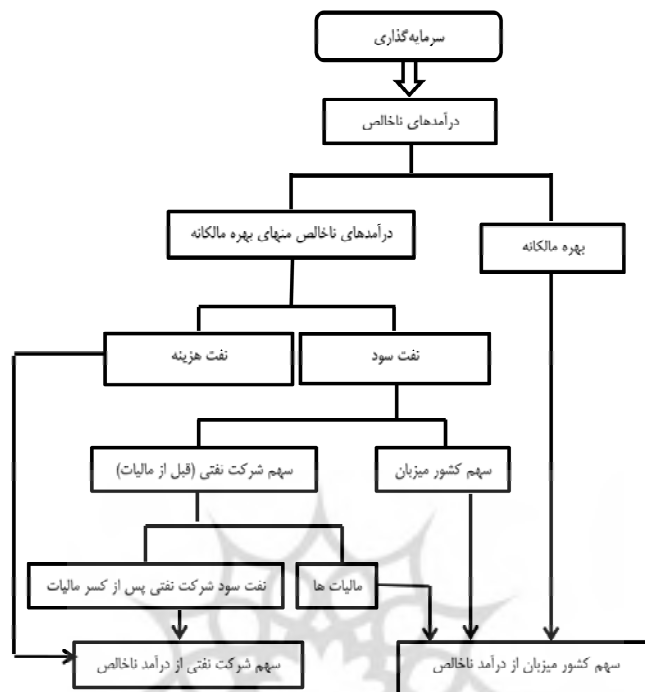 سرمایه‌گذاری
درآمدهای ناخالص
درآمدهای ناخالص منهای بهره مالکانه
بهره مالکانه
نفت سود
نفت هزینه
سهم کشور میزبان
سهم شرکت نفتی (قبل از مالیات)
مالیات ها
نفت سود شرکت نفتی پس از کسر مالیات
سهم کشور میزبان از درآمد ناخالص
سهم شرکت نفتی از درآمد ناخالص